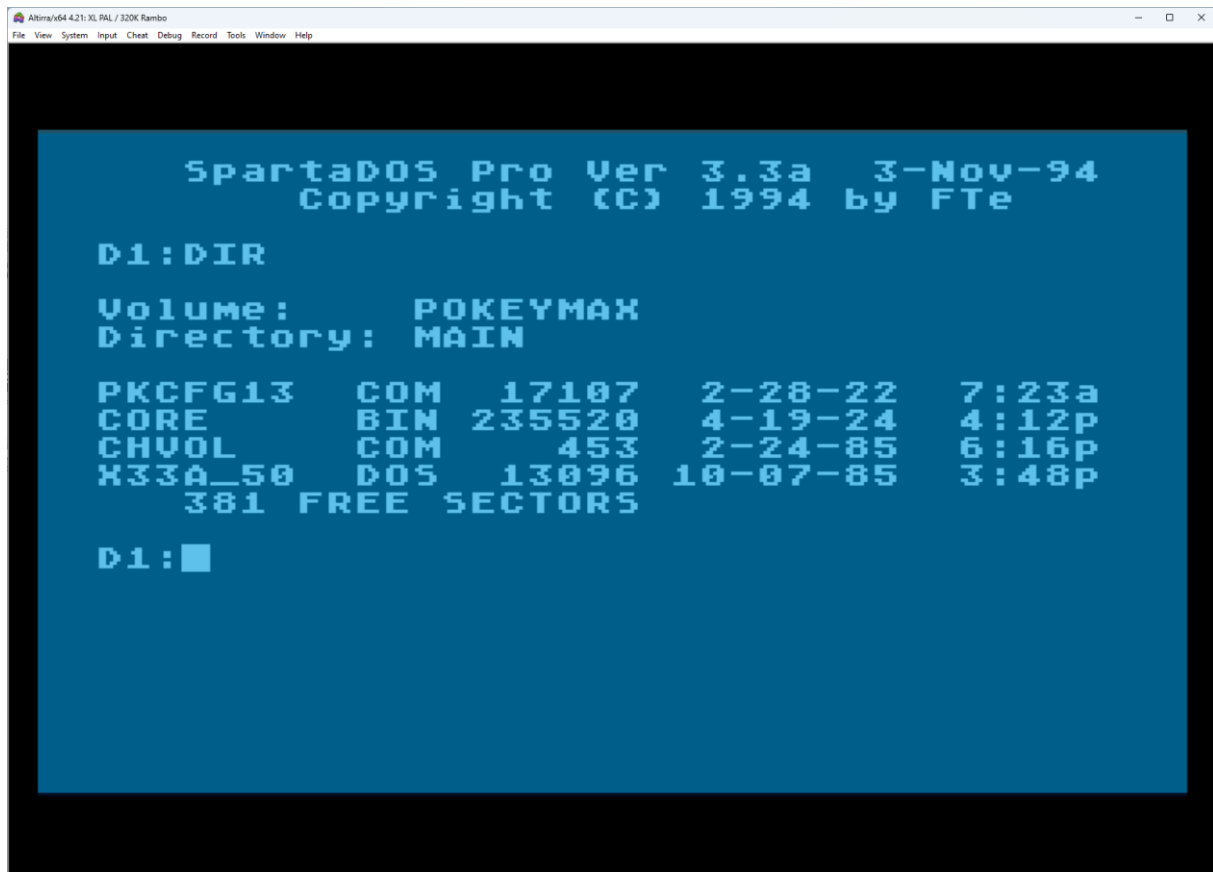 Altirra/x64 4.21: XL PAL / 320K Rambo
File View System Input Cheat Debug Record Tools Window Help
SpartaDOS Pro Ver 3.3a 3-Nov-94
Copyright (C) 1994 by FTe
D1:DIR
Volume: POKEYMAX
Directory: MAIN
PKCFG13 COM 17107 2-28-22 7:23a
CORE BIN 235520 4-19-24 4:12p
CHVOL COM 453 2-24-85 6:16p
X33A_50 DOS 13096 10-07-85 3:48p
381 FREE SECTORS
D1: